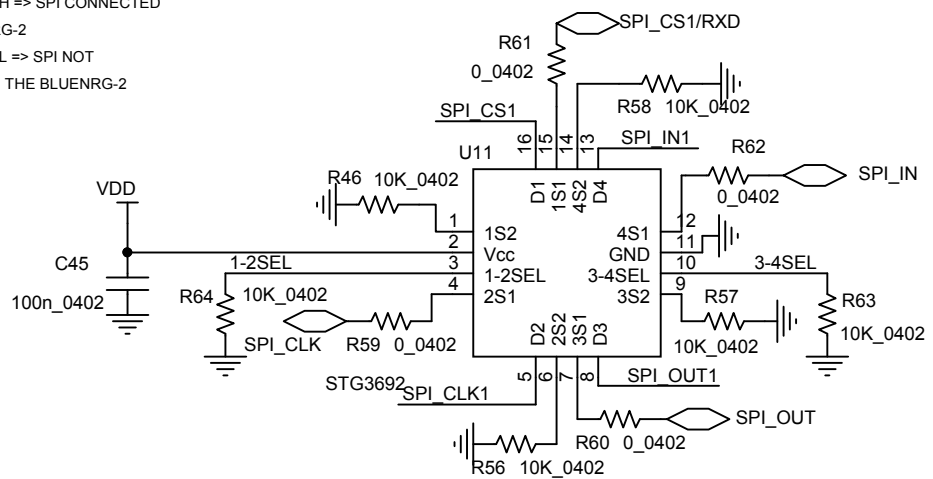 H => SPI CONNECTED
G-2
L => SPI NOT
THE BLUENRG-2
SPI_CS1/RXD
R61
0_0402
R58 10K_0402
SPI_CS1
16 15 14 13
SPI_IN1
U11
R62
0_0402
SPI_IN
R46 10K_0402
D1 1S1 4S2 D4
VDD
1 1S2 4S1 12
2 Vcc GND 11
1-2SEL 3 1-2SEL 3-4SEL 10 3-4SEL
4 2S1 3S2 9
C45
100n_0402
R64 10K_0402
R57
10K_0402
R63
10K_0402
SPI_CLK R59 0_0402
D2 2S2 3S1 D3
STG3692
SPI_CLK1
5 6 7 8
SPI_OUT1
SPI_OUT
R60 0_0402
R56 10K_0402